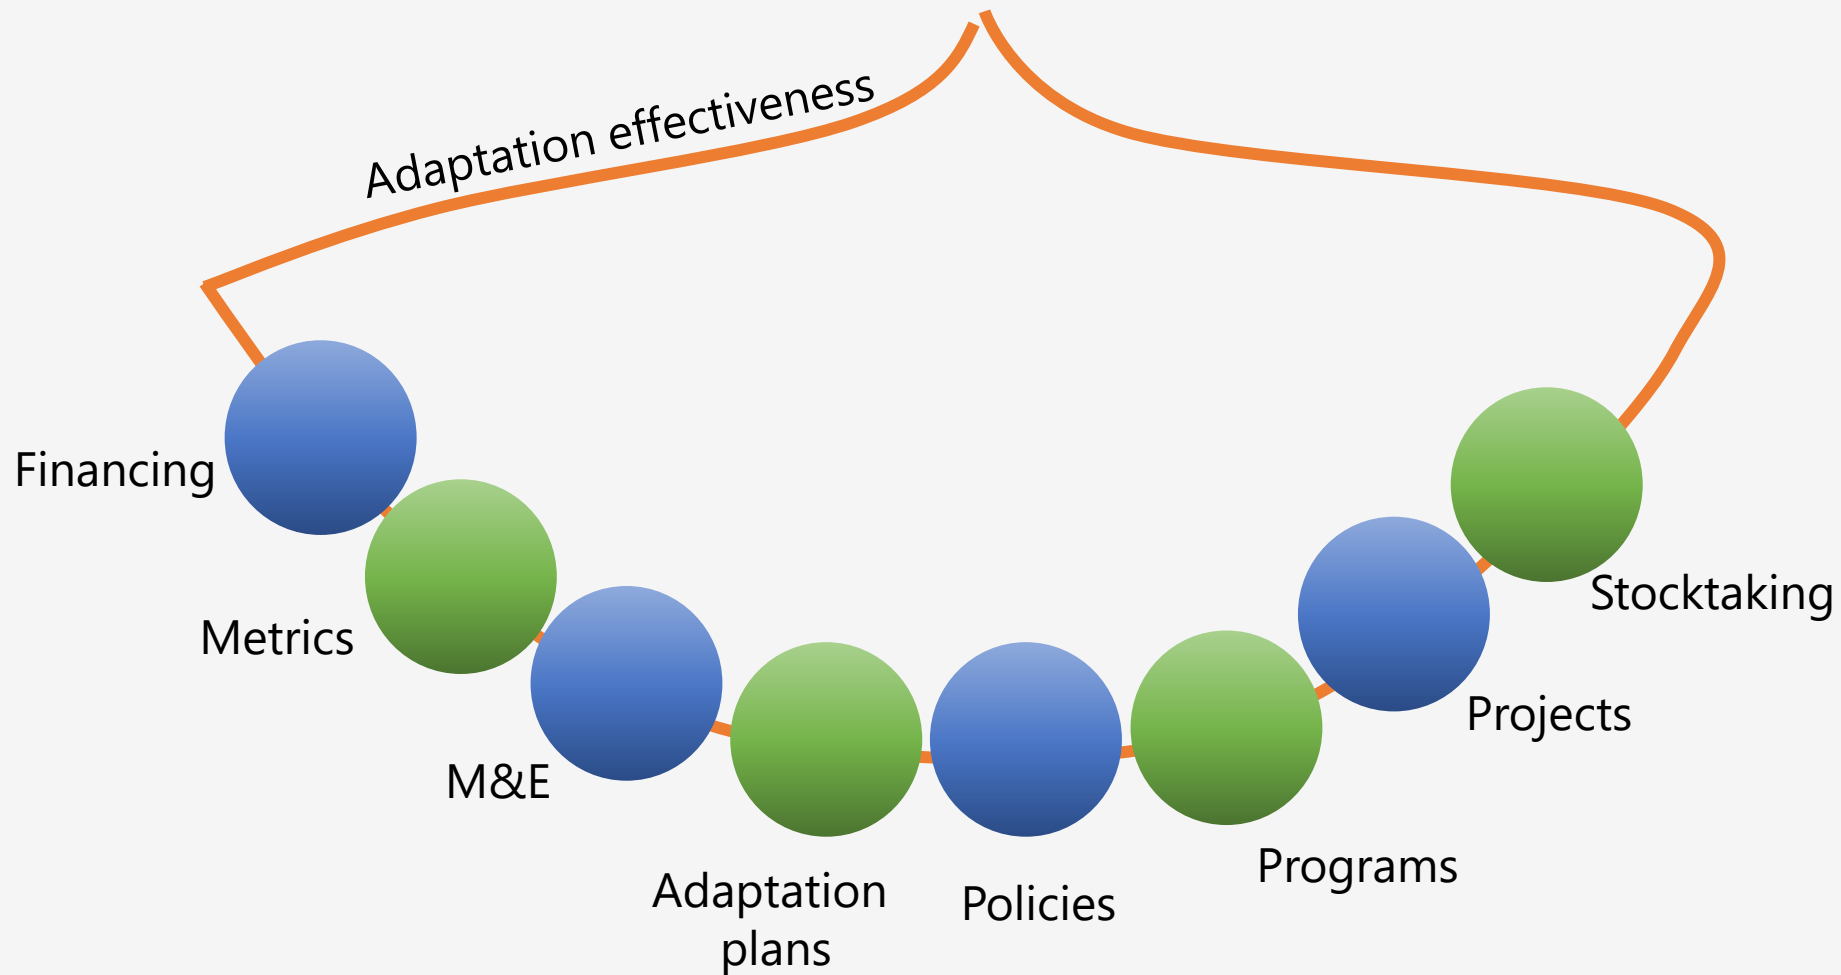 Adaptation effectiveness
Financing
Metrics
M&E
Adaptation
plans
Policies
Programs
Projects
Stocktaking